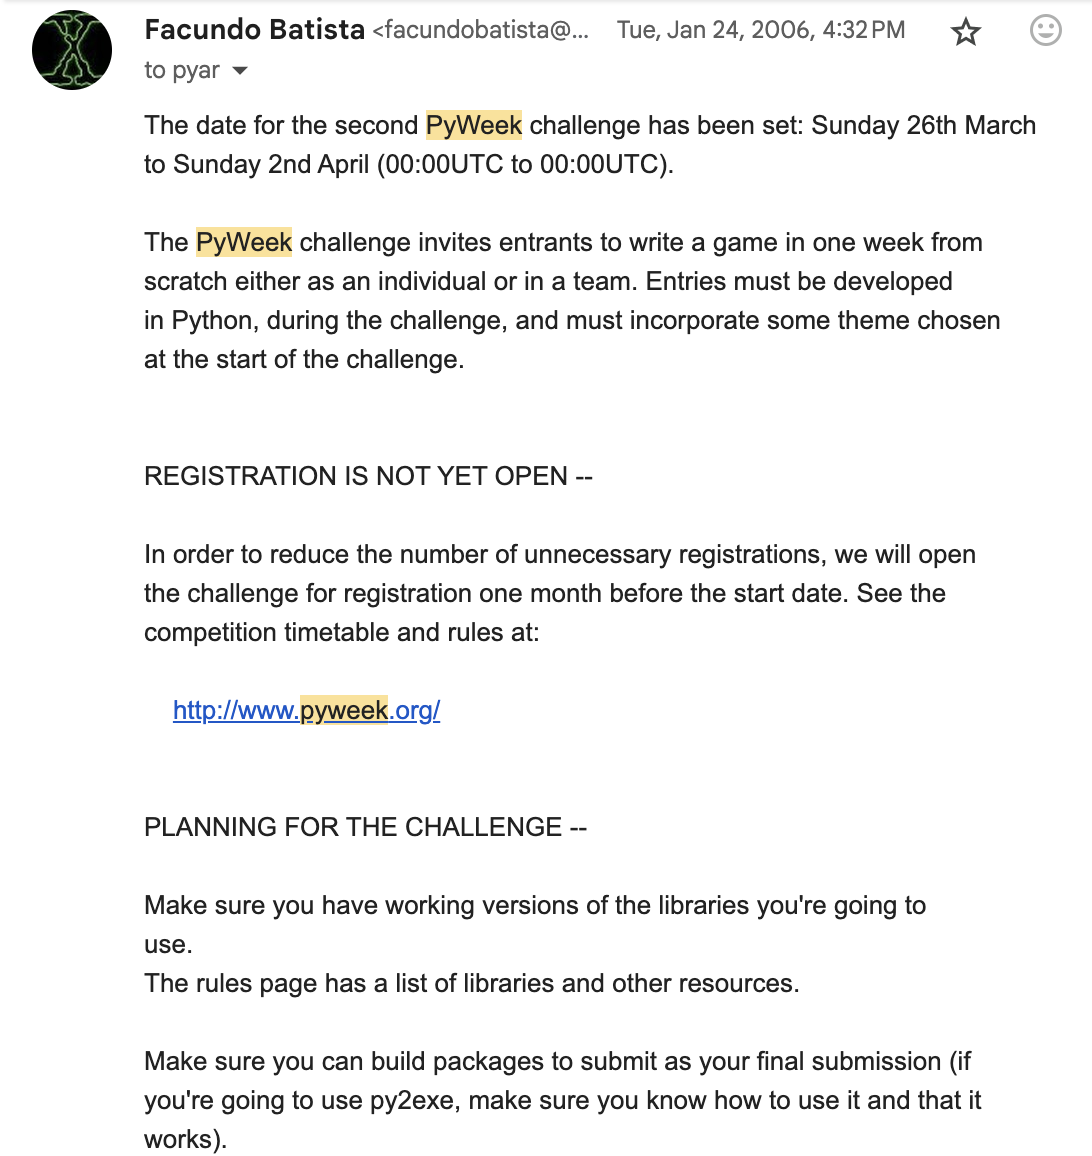 Facundo Batista <facundobatista@... Tue, Jan 24, 2006, 4:32 PM
to pyar
The date for the second PyWeek challenge has been set: Sunday 26th March
to Sunday 2nd April (00:00UTC to 00:00UTC).
The PyWeek challenge invites entrants to write a game in one week from
scratch either as an individual or in a team. Entries must be developed
in Python, during the challenge, and must incorporate some theme chosen
at the start of the challenge.
REGISTRATION IS NOT YET OPEN --
In order to reduce the number of unnecessary registrations, we will open
the challenge for registration one month before the start date. See the
competition timetable and rules at:
http://www.pyweek.org/
PLANNING FOR THE CHALLENGE --
Make sure you have working versions of the libraries you're going to
use.
The rules page has a list of libraries and other resources.
Make sure you can build packages to submit as your final submission (if
you're going to use py2exe, make sure you know how to use it and that it
works).